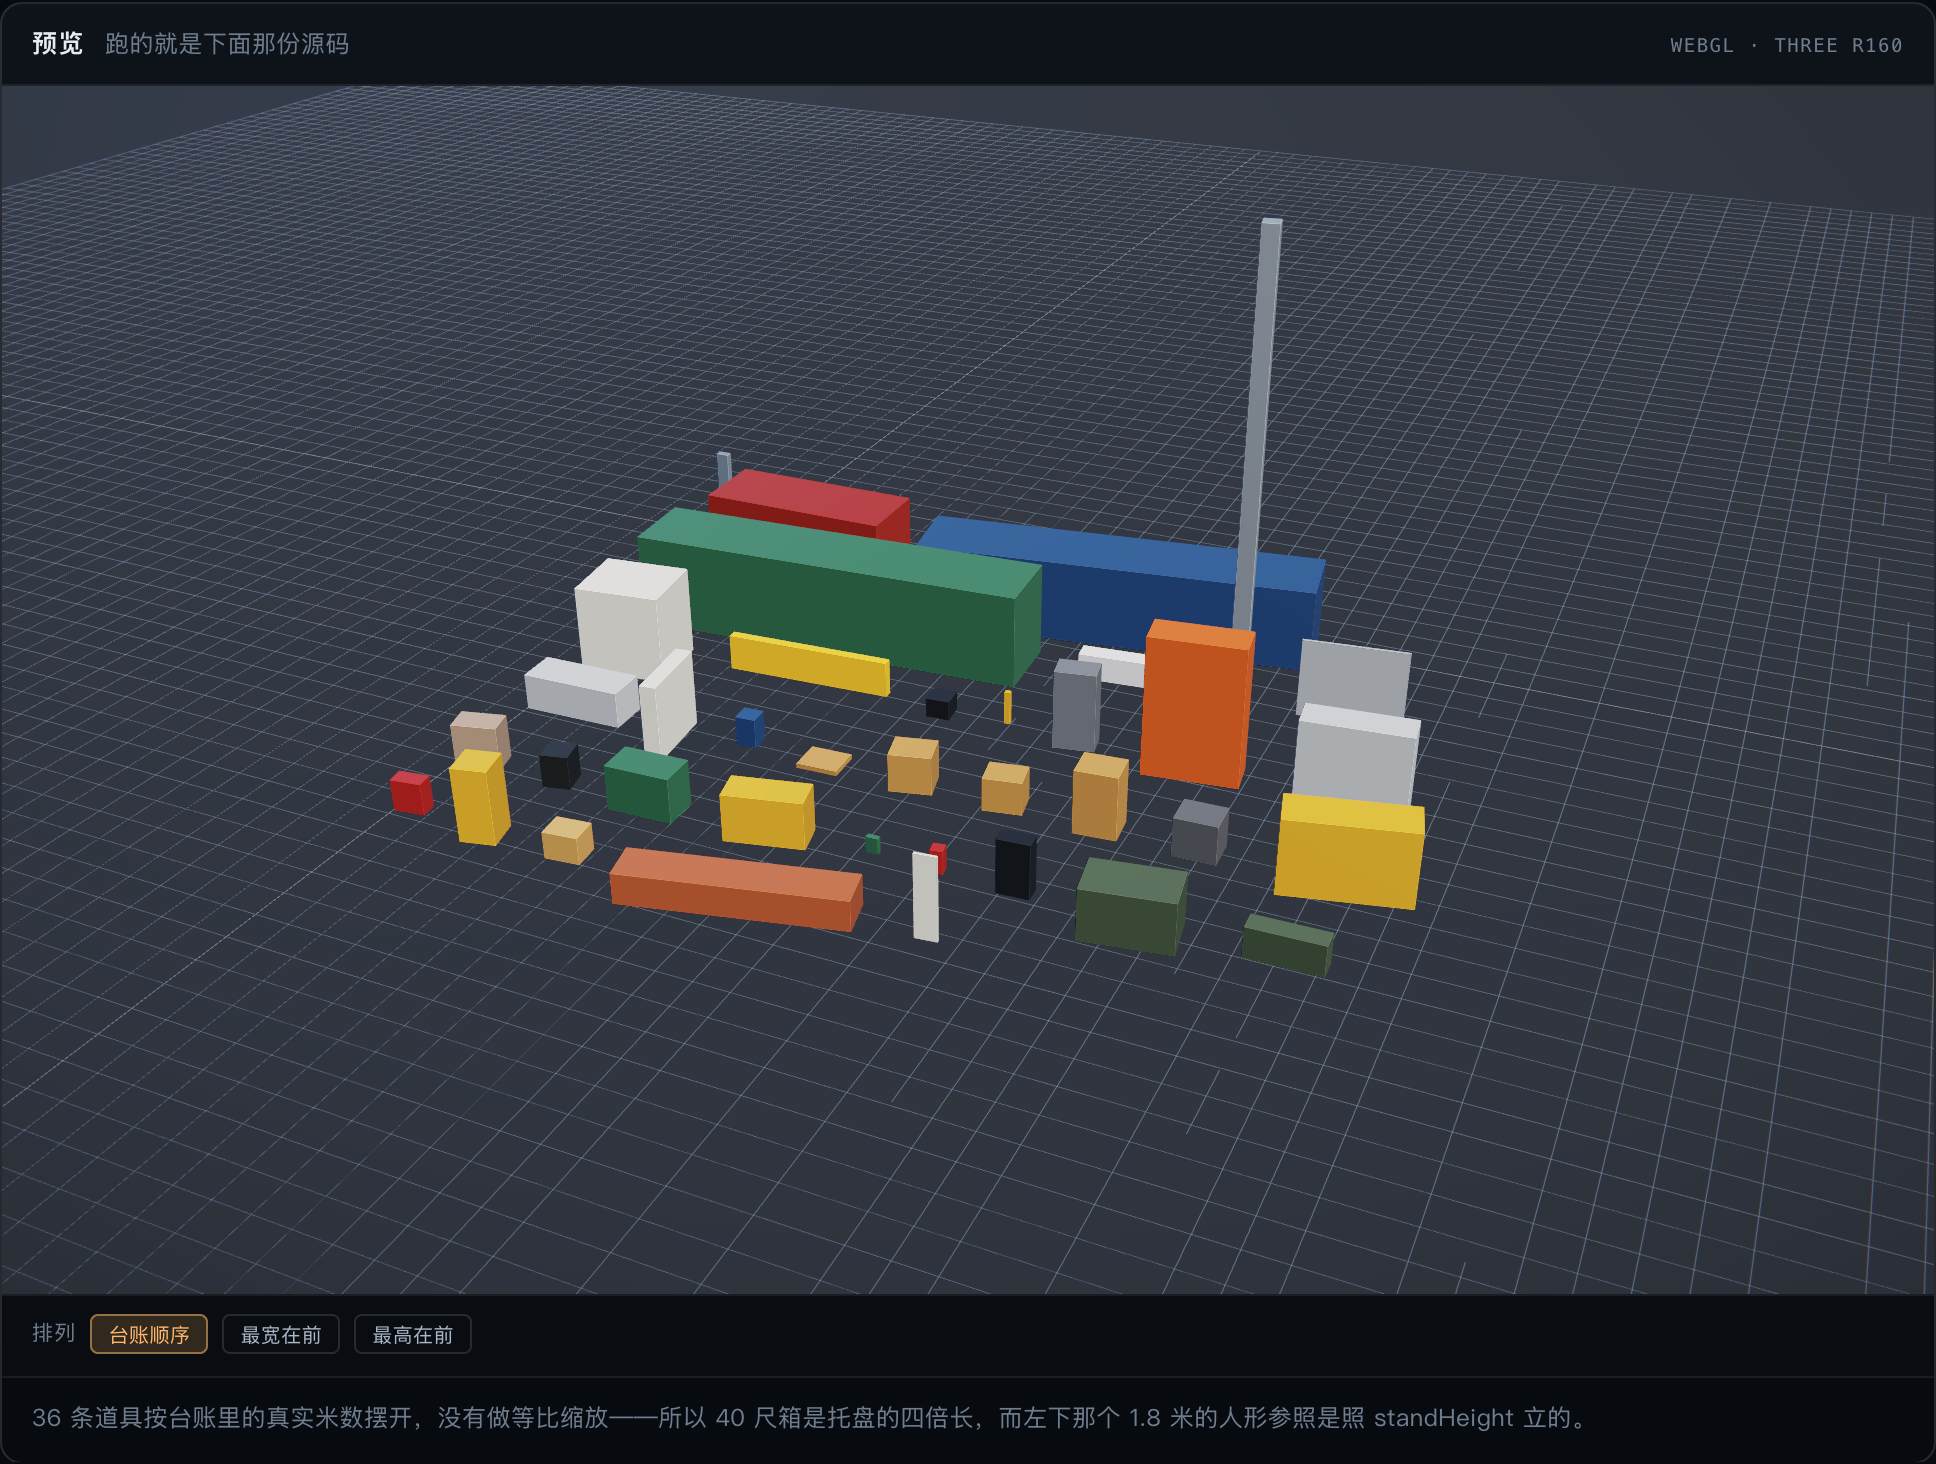 预览 跑的就是下面那份源码
WEBGL · THREE R160
排列 台账顺序 最宽在前 最高在前
36 条道具按台账里的真实米数摆开，没有做等比缩放——所以 40 尺箱是托盘的四倍长，而左下那个 1.8 米的人形参照是照 standHeight 立的。